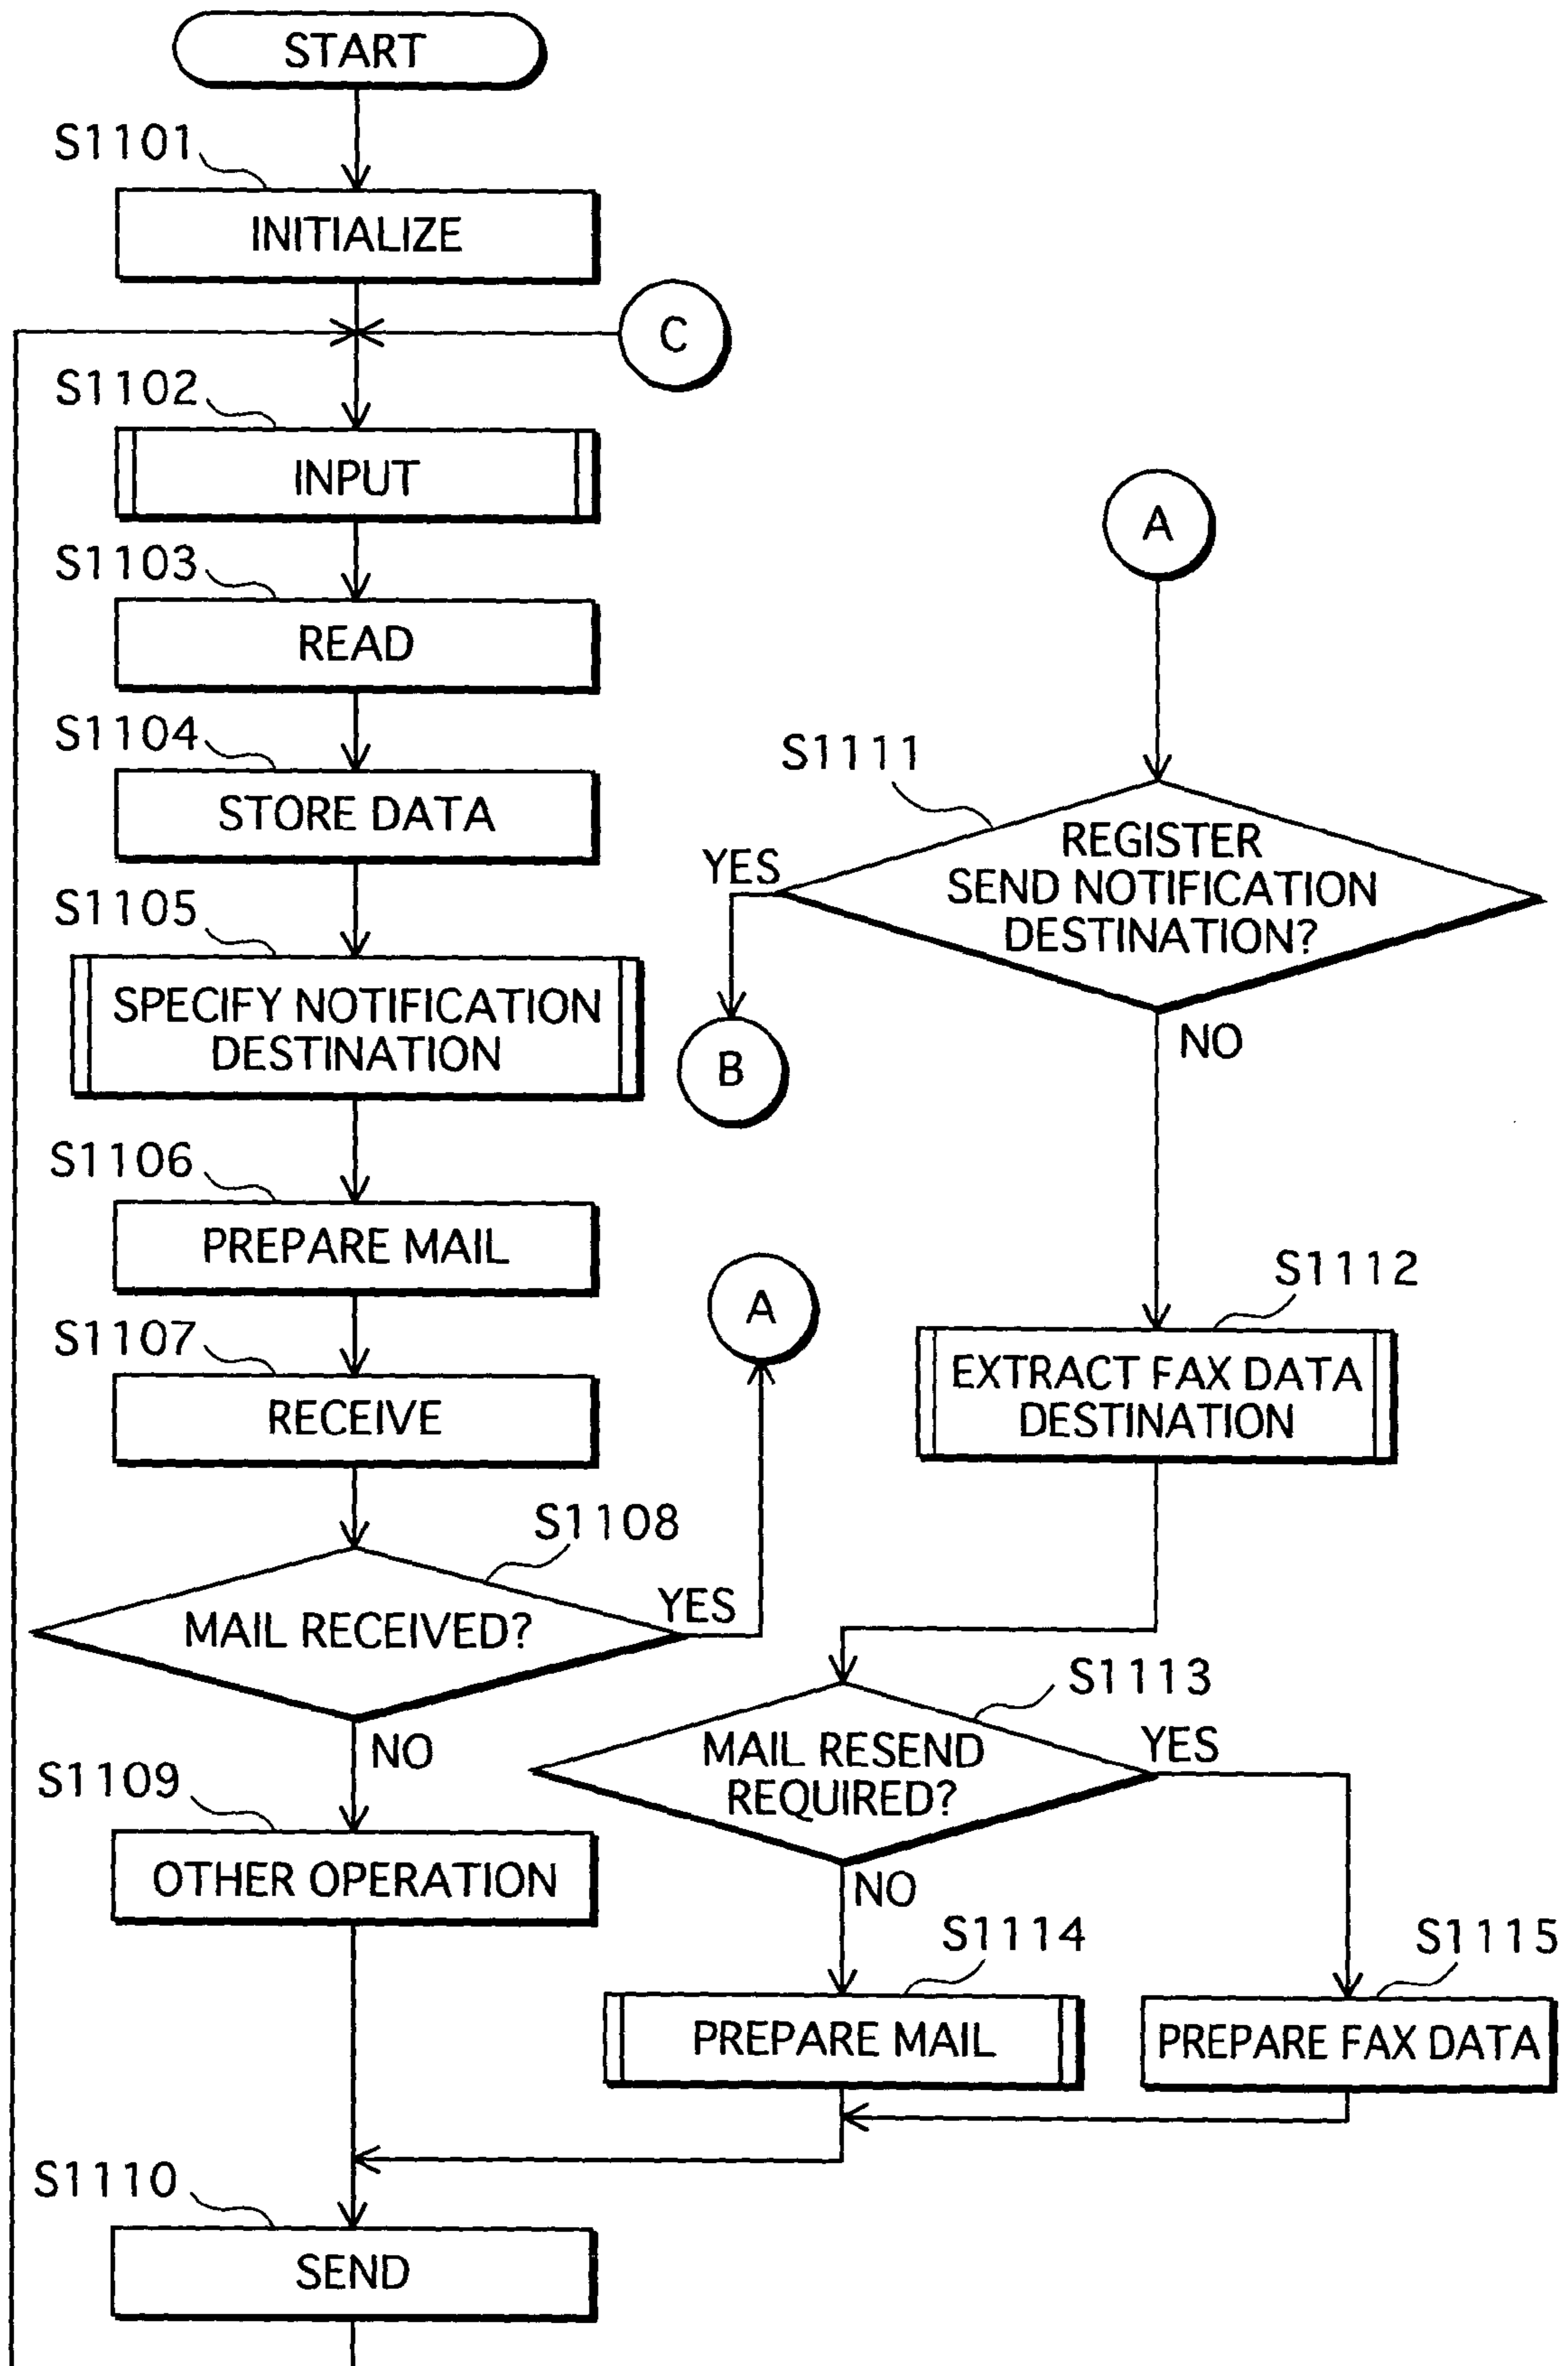 START
S1101
INITIALIZE
C
S1102
INPUT
S1103
READ
S1104
STORE DATA
S1105
SPECIFY NOTIFICATION
DESTINATION
S1106
PREPARE MAIL
S1107
RECEIVE
A
S1108
MAIL RECEIVED?
YES
NO
S1109
OTHER OPERATION
S1110
SEND
A
S1111
REGISTER
SEND NOTIFICATION
DESTINATION?
YES
B
NO
S1112
EXTRACT FAX DATA
DESTINATION
S1113
MAIL RESEND
REQUIRED?
YES
NO
S1114
PREPARE MAIL
S1115
PREPARE FAX DATA